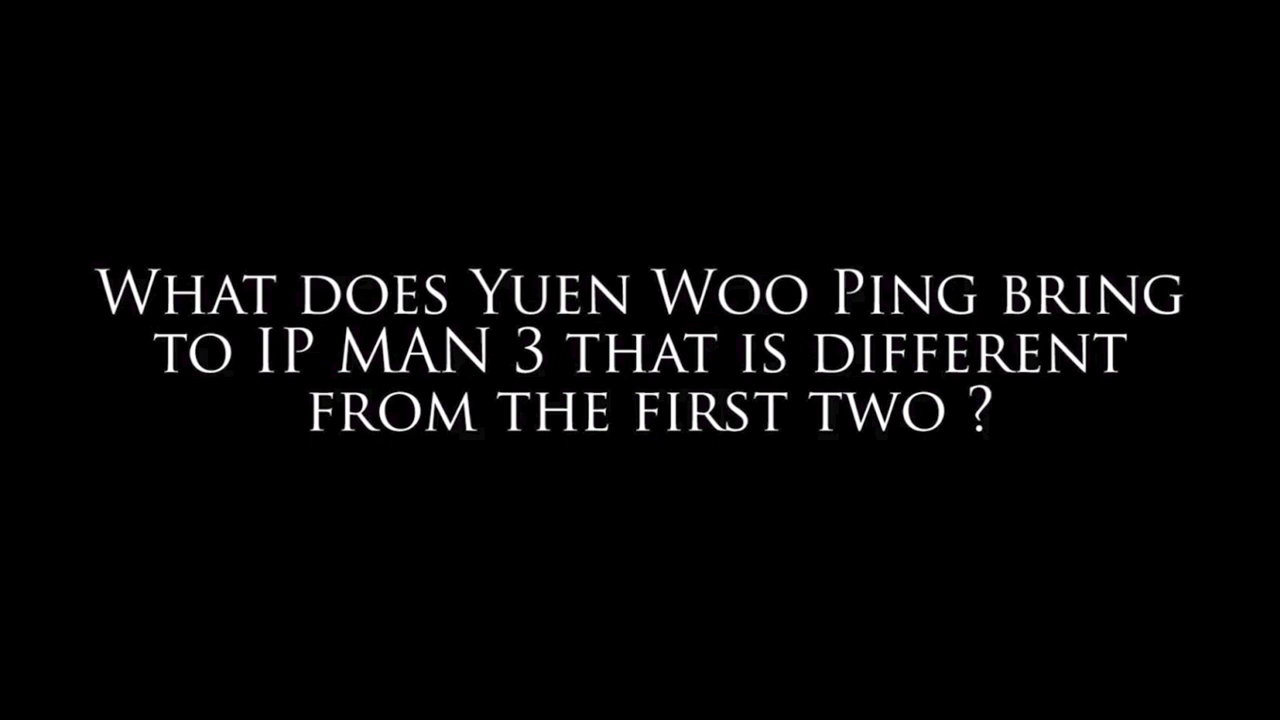 What does Yuen Woo Ping bring
to IP MAN 3 that is different
from the first two ?